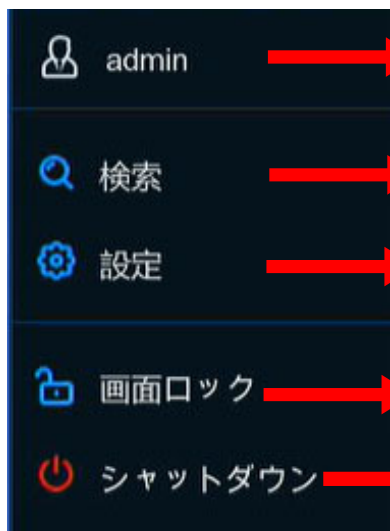 admin
検索
設定
画面ロック
シャットダウン